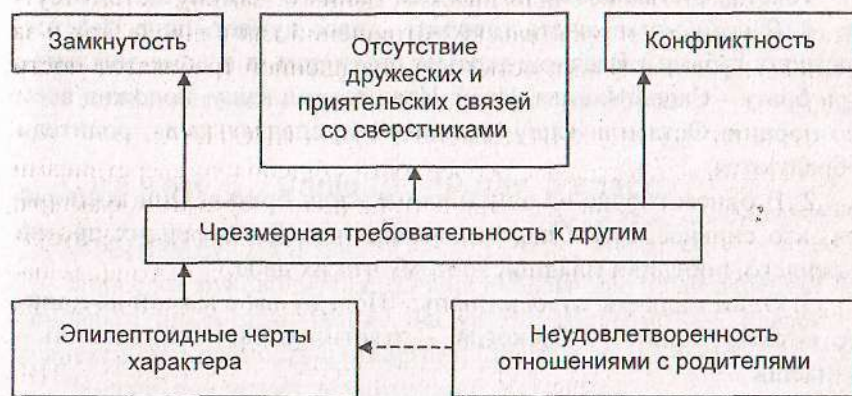 Замкнутость
Отсутствие
дружеских и
приятельских связей
со сверстниками
Конфликтность
Чрезмерная требовательность к другим
Эпилептоидные черты
характера
Неудовлетворенность
отношениями с родителями